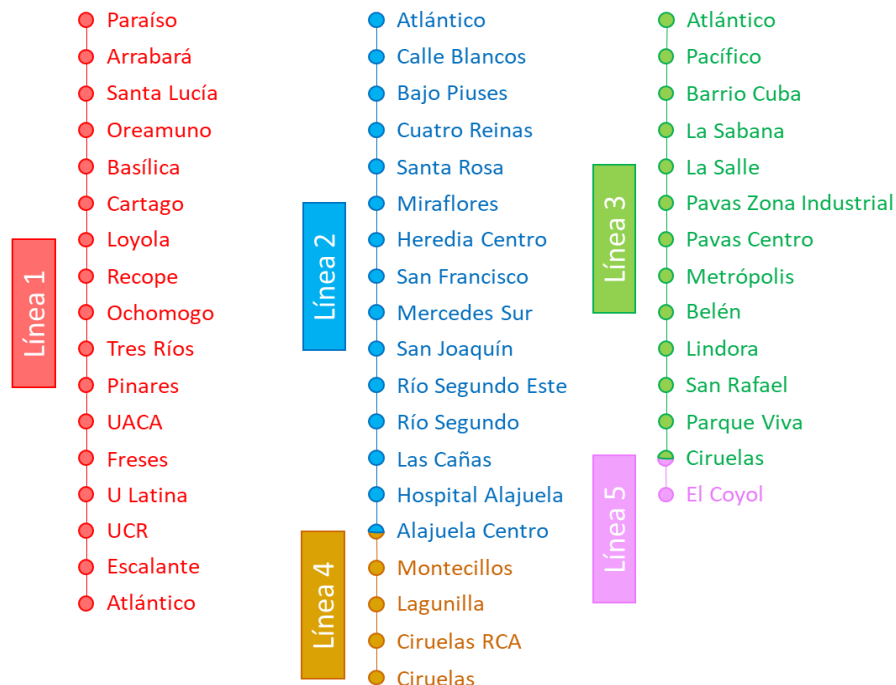 Línea 1
Paraíso
Arrabará
Santa Lucía
Oreamuno
Basílica
Cartago
Loyola
Recope
Ochomogo
Tres Ríos
Pinares
UACA
Freses
U Latina
UCR
Escalante
Atlántico
Línea 2
Atlántico
Calle Blancos
Bajo Piuses
Cuatro Reinas
Santa Rosa
Miraflores
Heredia Centro
San Francisco
Mercedes Sur
San Joaquín
Río Segundo Este
Río Segundo
Las Cañas
Hospital Alajuela
Alajuela Centro
Línea 4
Montecillos
Lagunilla
Ciruelas RCA
Ciruelas
Línea 3
Atlántico
Pacífico
Barrio Cuba
La Sabana
La Salle
Pavas Zona Industrial
Pavas Centro
Metrópolis
Belén
Lindora
San Rafael
Parque Viva
Ciruelas
Línea 5
El Coyol